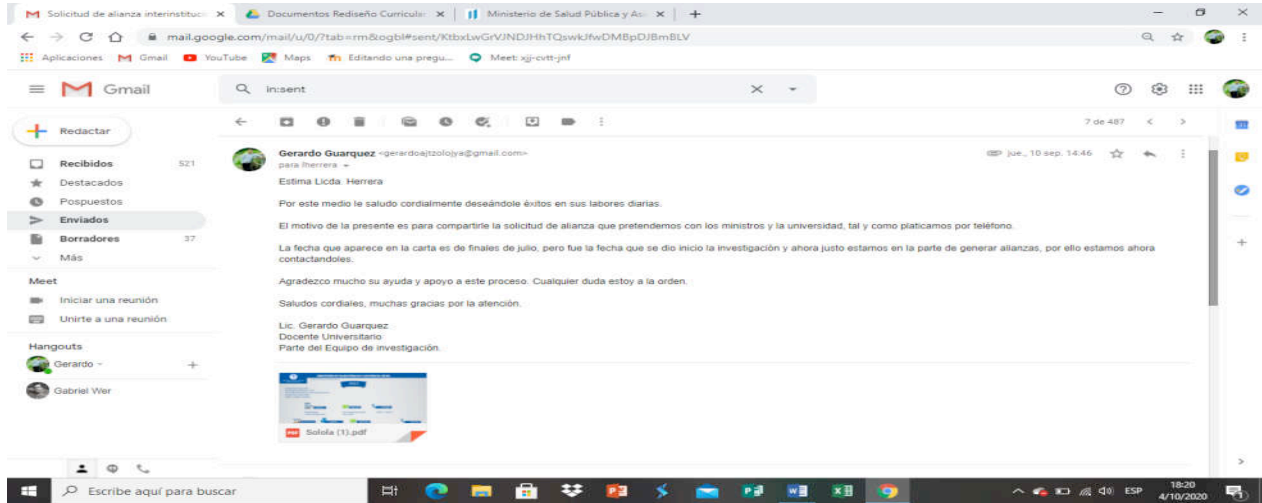 Solicitud de alianza interinstituci
Documentos Rediseño Curricular
Ministerio de Salud Pública y Asi
mail.google.com/mail/u/0/?tab=rm&ogbl#sent/
Aplicaciones
Gmail
YouTube
Maps
Editando una pregu...
Meet: xjj-cvtt-jnf
Gmail
in:sent
Redactar
7 de 487
Recibidos 521
Destacados
Pospuestos
Enviados
Borradores 37
Más
Meet
Iniciar una reunión
Unirte a una reunión
Hangouts
Gerardo
Gabriel Wer
Gerardo Guarquez <gerardoajtzolojya@gmail.com>
jue., 10 sep. 14:46
para lherrera
Estima Licda Herrera
Por este medio le saludo cordialmente deseándole éxitos en sus labores diarias.
El motivo de la presente es para compartirle la solicitud de alianza que pretendemos con los ministros y la universidad, tal y como platicamos por teléfono.
La fecha que aparece en la carta es de finales de julio, pero fue la fecha que se dio inicio la investigación y ahora justo estamos en la parte de generar alianzas, por ello estamos ahora
contactandoles.
Agradezco mucho su ayuda y apoyo a este proceso. Cualquier duda estoy a la orden.
Saludos cordiales, muchas gracias por la atención.
Lic. Gerardo Guarquez
Docente Universitario
Parte del Equipo de investigación.
PDF Solola (1).pdf
Escribe aquí para buscar
ESP
18:20
4/10/2020